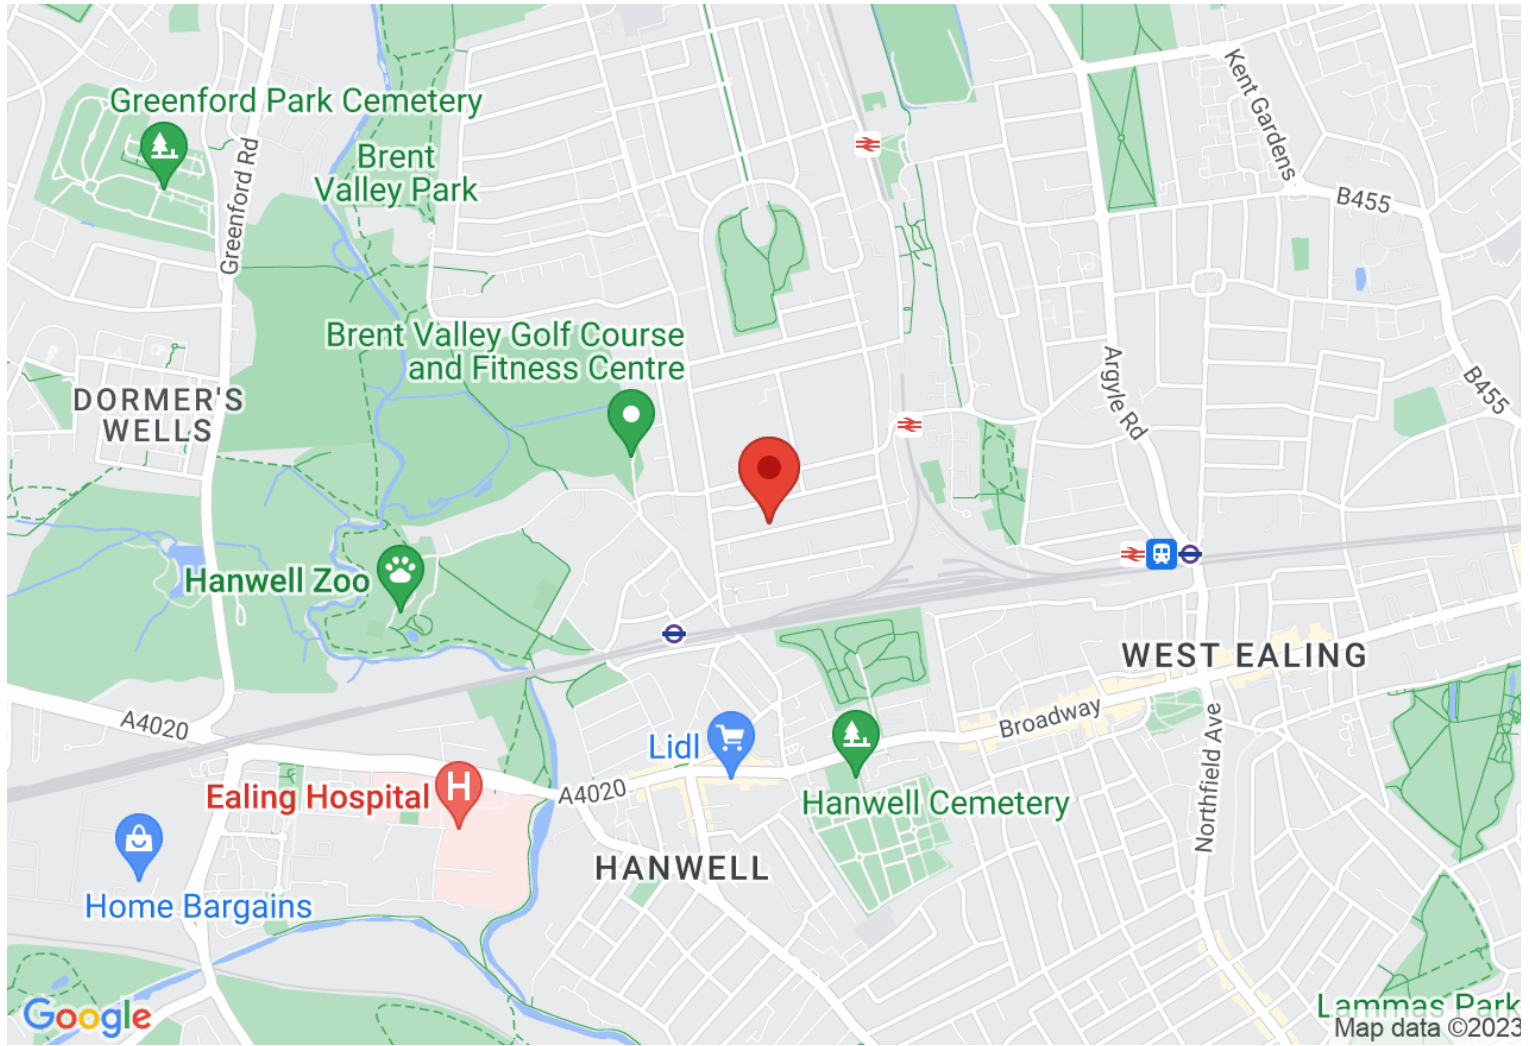 Greenford Park Cemetery
Kent Gardens
Brent
Valley Park
Greenford Rd
B455
Brent Valley Golf Course
and Fitness Centre
Argyle Rd
B455
DORMER'S
WELLS
Hanwell Zoo
WEST EALING
A4020
Broadway
Northfield Ave
Lidl
H
Ealing Hospital
A4020
Hanwell Cemetery
HANWELL
Home Bargains
Google
Lammas Park
Map data ©2023